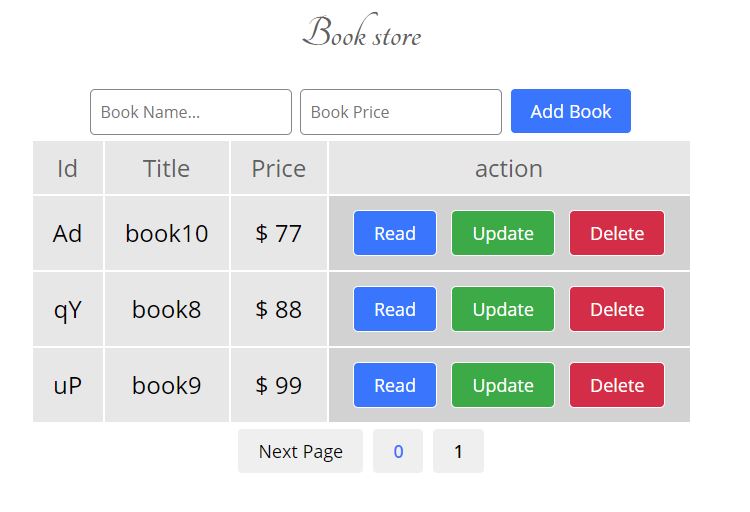 Book store
Book Name... Book Price Add Book
Id Title Price action
Ad book10 $ 77 Read Update Delete
qY book8 $ 88 Read Update Delete
uP book9 $ 99 Read Update Delete
Next Page 0 1